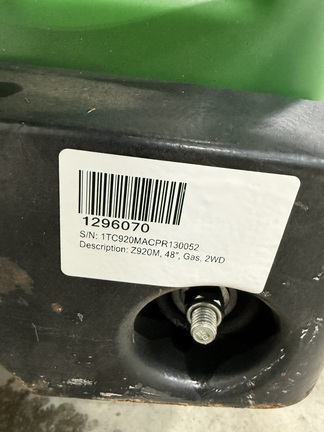 1296070
S/N: 1TC920MACPR130052
Description: Z920M, 48", Gas, 2WD